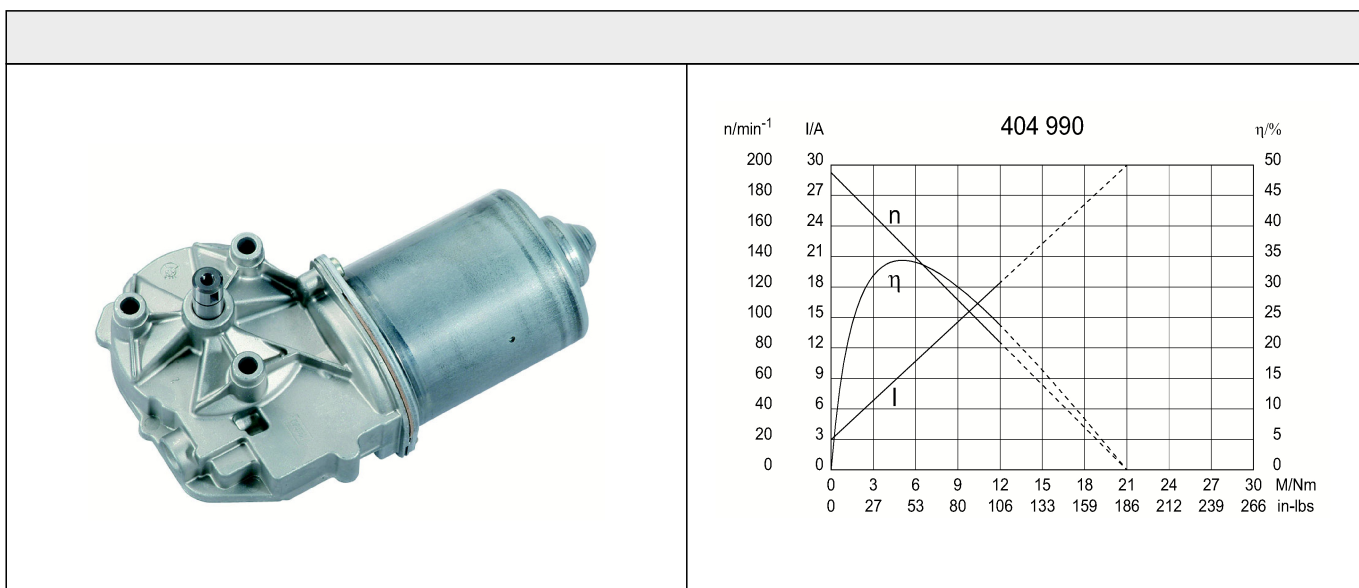 n/min-1 I/A 404 990 η/%
200 30 50
180 27 45
160 24 40
140 21 35
120 18 30
100 15 25
80 12 20
60 9 15
40 6 10
20 3 5
0 0 0
n
η
I
0 3 6 9 12 15 18 21 24 27 30 M/Nm
0 27 53 80 106 133 159 186 212 239 266 in-lbs